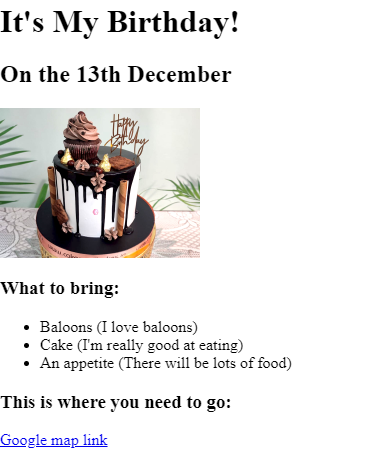 It's My Birthday!
On the 13th December
Happy
Birthday
What to bring:
Baloons (I love baloons)
Cake (I'm really good at eating)
An appetite (There will be lots of food)
This is where you need to go:
Google map link